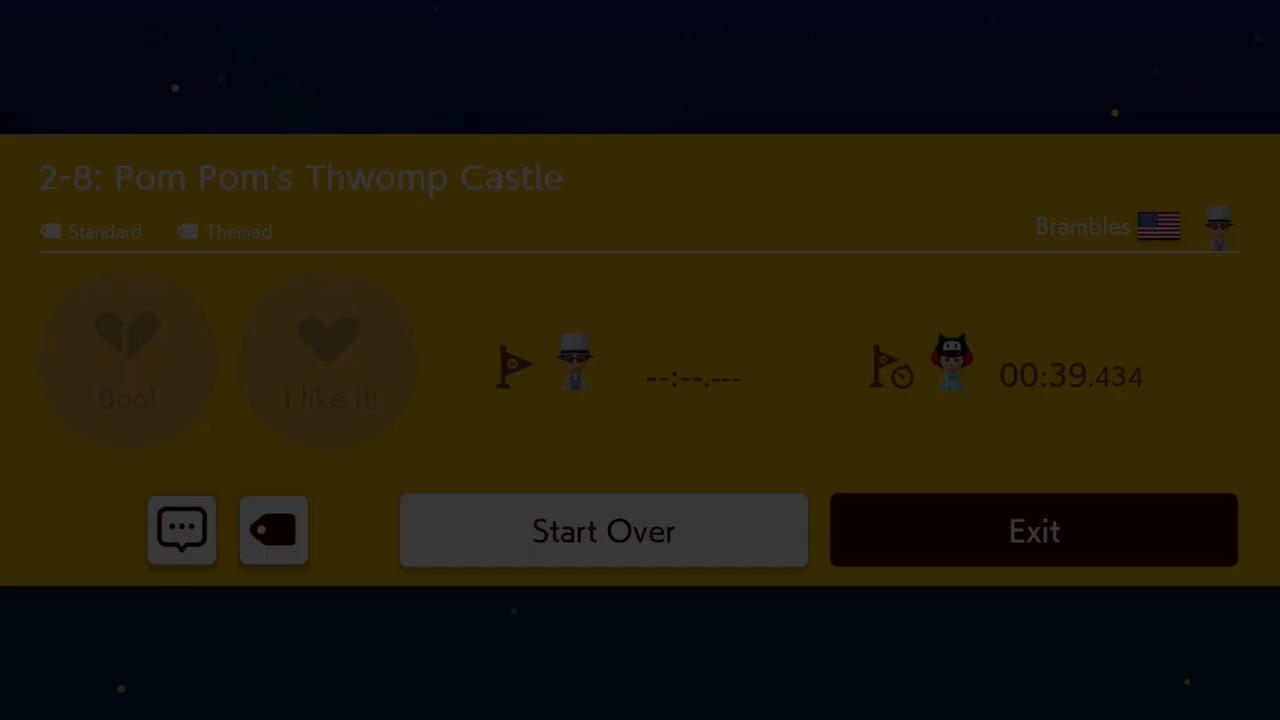 2-8: Pom Pom's Thwomp Castle
Standard Themed
Brambles
Boo! I like it!
--:--.---
00:39.434
Start Over
Exit